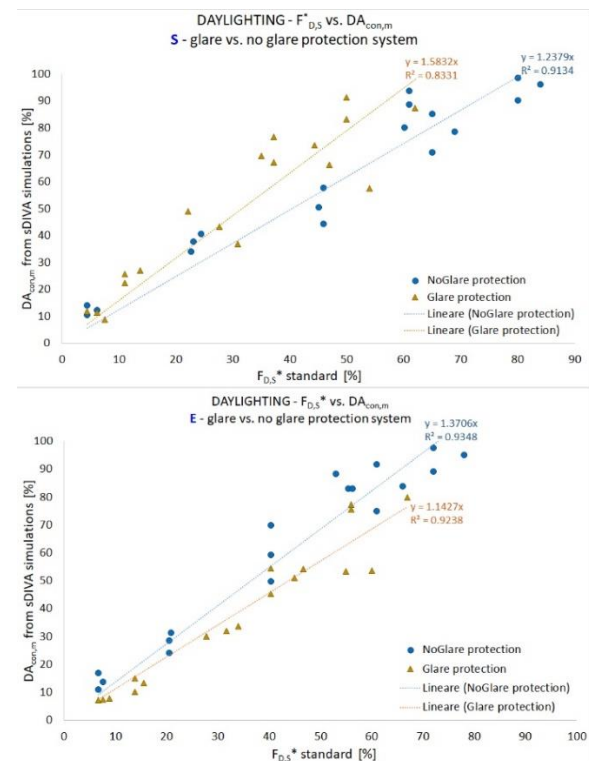 DAYLIGHTING - F*D,S vs. DAcon,m
S - glare vs. no glare protection system
y = 1.5832x
R² = 0.8331
y = 1.2379x
R² = 0.9134
DAcon,m from sDIVA simulations [%]
100
90
80
70
60
50
40
30
20
10
0
NoGlare protection
Glare protection
Lineare (NoGlare protection)
Lineare (Glare protection)
0 10 20 30 40 50 60 70 80 90
FD,S* standard [%]
DAYLIGHTING - FD,S* vs. DAcon,m
E - glare vs. no glare protection system
y = 1.3706x
R² = 0.9348
y = 1.1427x
R² = 0.9238
DAcon,m from sDIVA simulations [%]
100
90
80
70
60
50
40
30
20
10
0
NoGlare protection
Glare protection
Lineare (NoGlare protection)
Lineare (Glare protection)
0 10 20 30 40 50 60 70 80 90 100
FD,S* standard [%]